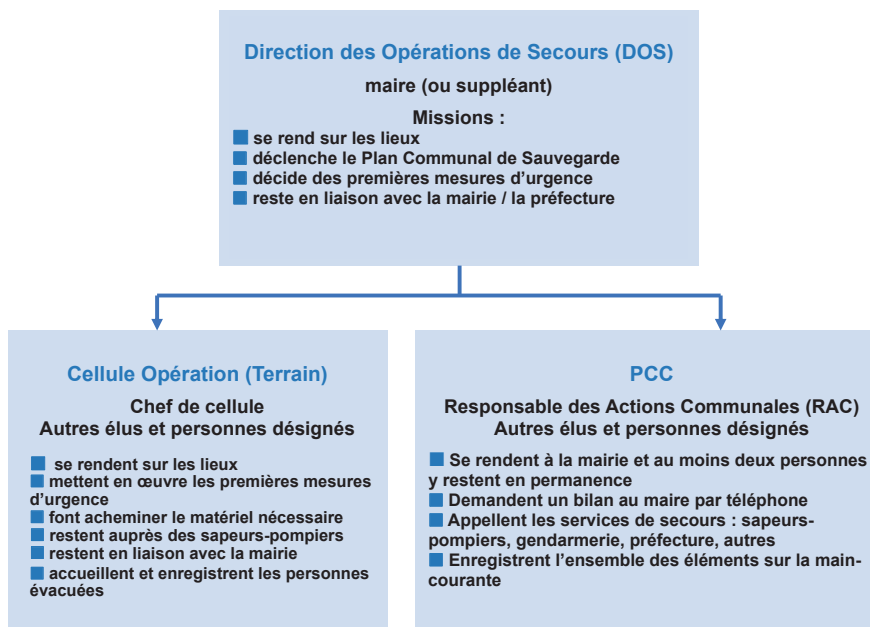 Direction des Opérations de Secours (DOS)
maire (ou suppléant)
Missions :
se rend sur les lieux
déclenche le Plan Communal de Sauvegarde
décide des premières mesures d’urgence
reste en liaison avec la mairie / la préfecture
Cellule Opération (Terrain)
Chef de cellule
Autres élus et personnes désignés
se rendent sur les lieux
mettent en œuvre les premières mesures
d’urgence
font acheminer le matériel nécessaire
restent auprès des sapeurs-pompiers
restent en liaison avec la mairie
accueillent et enregistrent les personnes
évacuées
PCC
Responsable des Actions Communales (RAC)
Autres élus et personnes désignés
Se rendent à la mairie et au moins deux personnes
y restent en permanence
Demandent un bilan au maire par téléphone
Appellent les services de secours : sapeurs-
pompiers, gendarmerie, préfecture, autres
Enregistrent l’ensemble des éléments sur la main-
courante